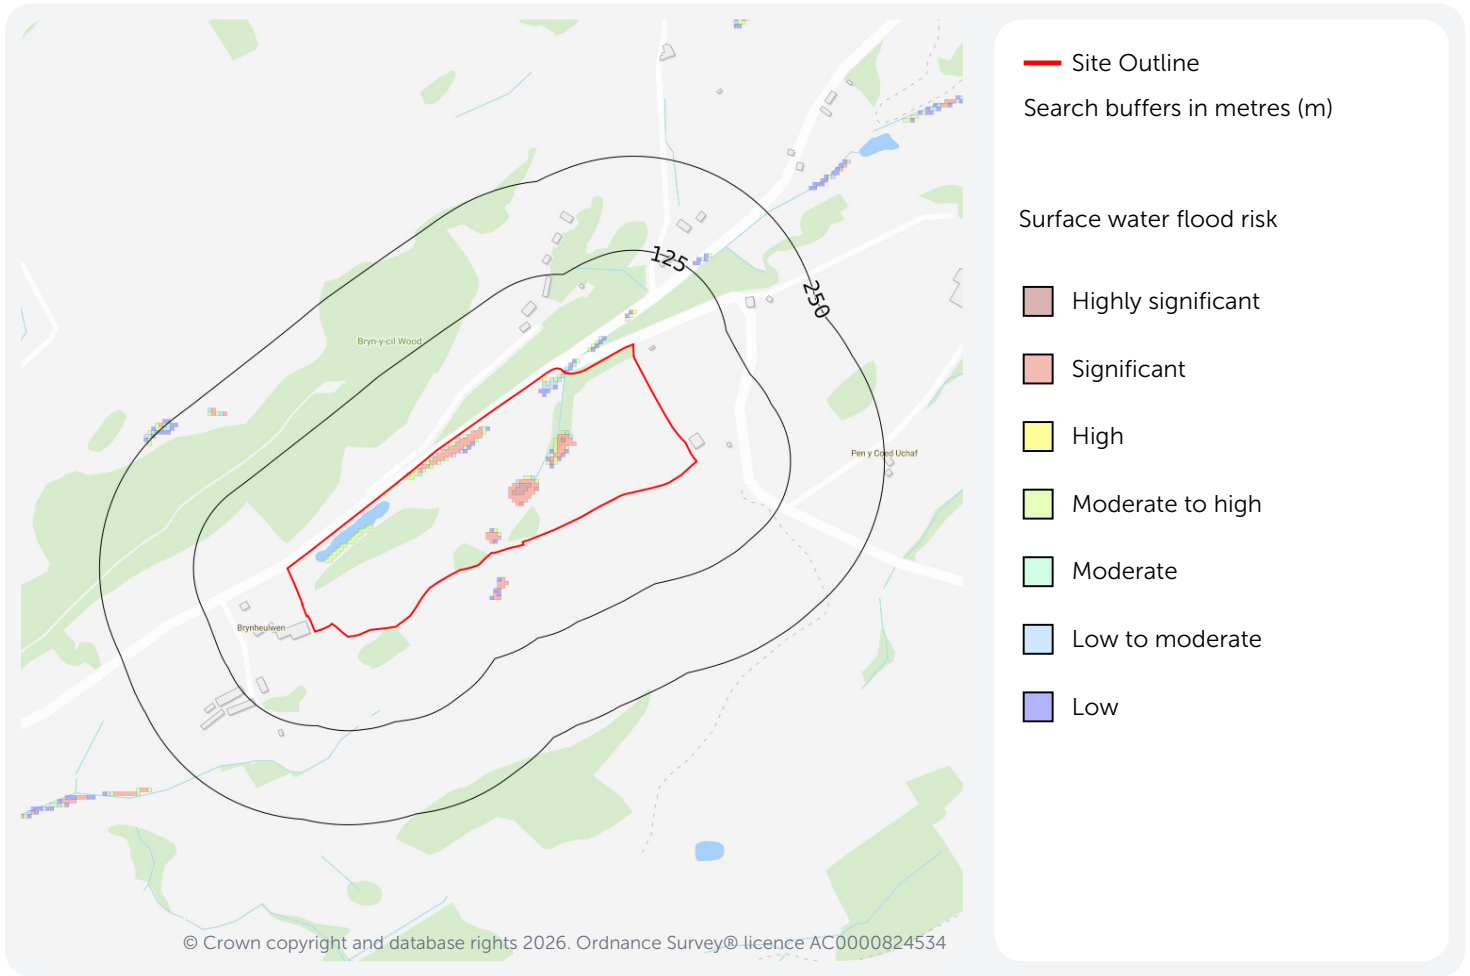 125
250
Bryn-y-cil Wood
Pen y Coed Uchaf
Brynheulwen
© Crown copyright and database rights 2026. Ordnance Survey® licence AC0000824534
Site Outline
Search buffers in metres (m)
Surface water flood risk
Highly significant
Significant
High
Moderate to high
Moderate
Low to moderate
Low